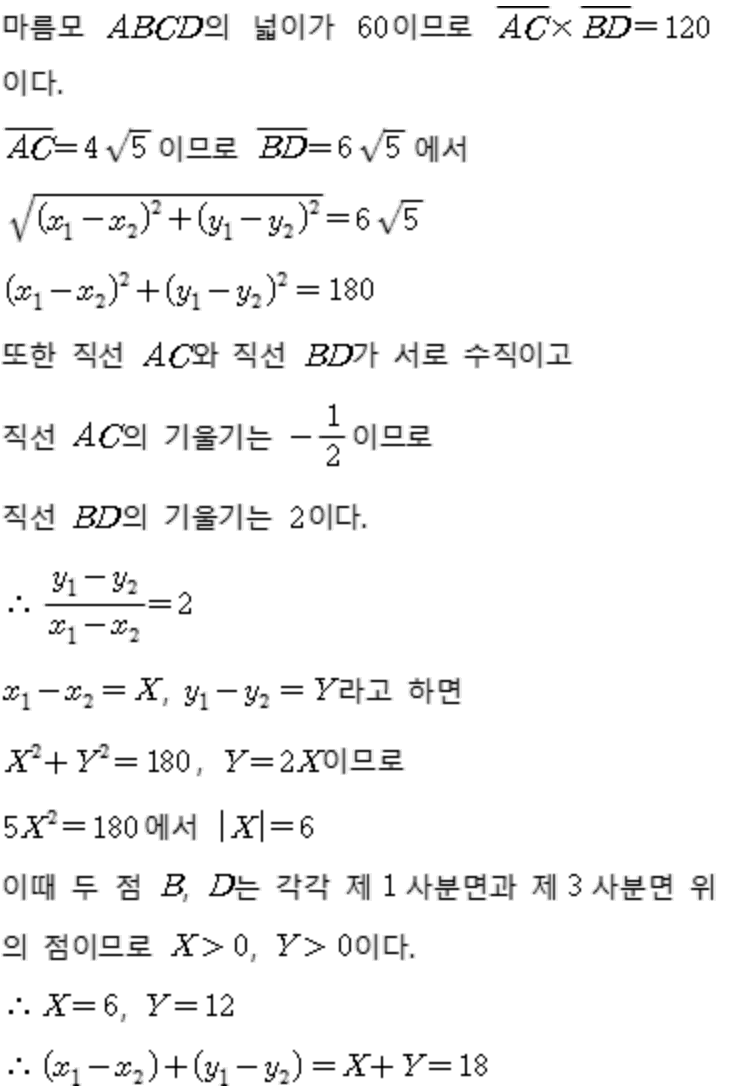 마름모 ABCD의 넓이가 60이므로 \overline{AC}×\overline{BD}=120
이다.
\overline{AC}=4√5 이므로 \overline{BD}=6√5 에서
√((x₁−x₂)²+(y₁−y₂)²)=6√5
(x₁−x₂)²+(y₁−y₂)²=180
또한 직선 AC와 직선 BD가 서로 수직이고
직선 AC의 기울기는 −1/2 이므로
직선 BD의 기울기는 2이다.
∴ (y₁−y₂)/(x₁−x₂)=2
x₁−x₂=X, y₁−y₂=Y라고 하면
X²+Y²=180, Y=2X이므로
5X²=180에서 |X|=6
이때 두 점 B, D는 각각 제1사분면과 제3사분면 위
의 점이므로 X>0, Y>0이다.
∴ X=6, Y=12
∴ (x₁−x₂)+(y₁−y₂)=X+Y=18